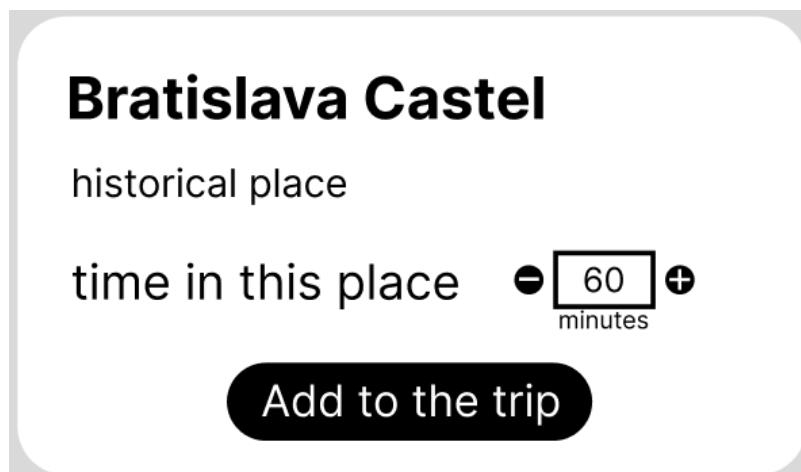 Bratislava Castel
historical place
time in this place 60
minutes
Add to the trip